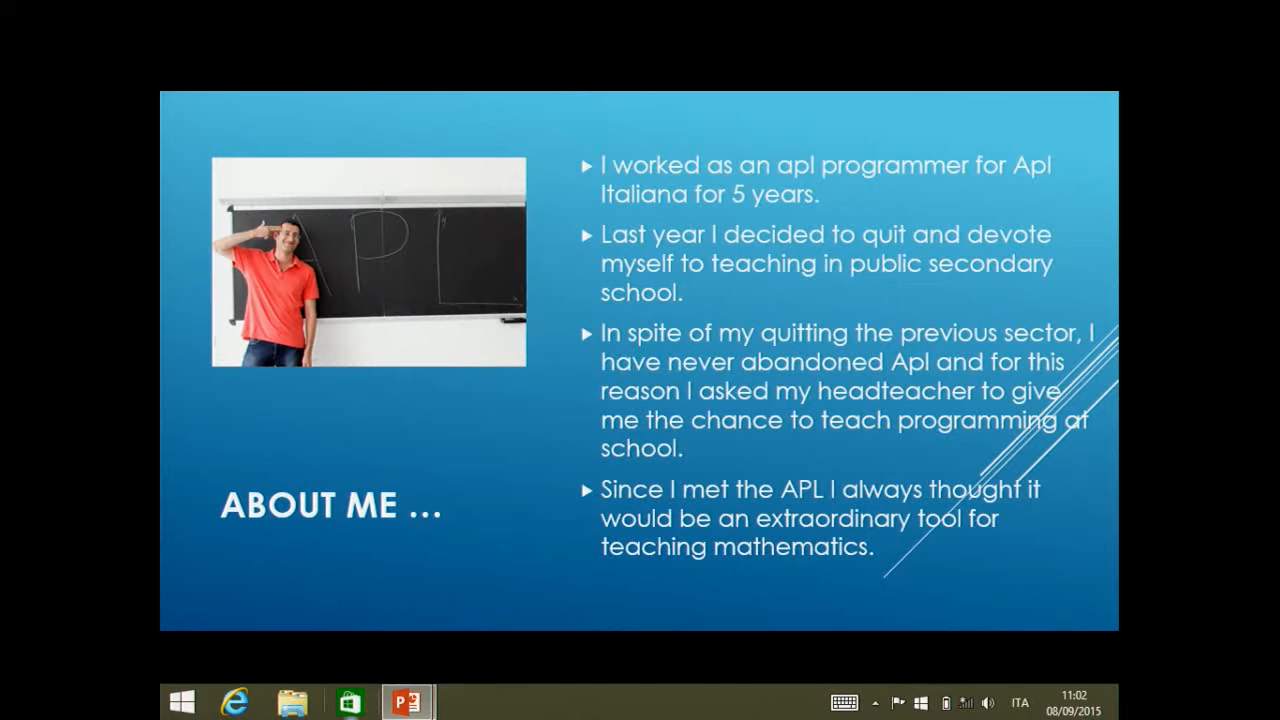 APL
I worked as an apl programmer for Apl
Italiana for 5 years.
Last year I decided to quit and devote
myself to teaching in public secondary
school.
In spite of my quitting the previous sector, I
have never abandoned Apl and for this
reason I asked my headteacher to give
me the chance to teach programming at
school.
Since I met the APL I always thought it
would be an extraordinary tool for
teaching mathematics.
ABOUT ME ...
ITA
11:02
08/09/2015